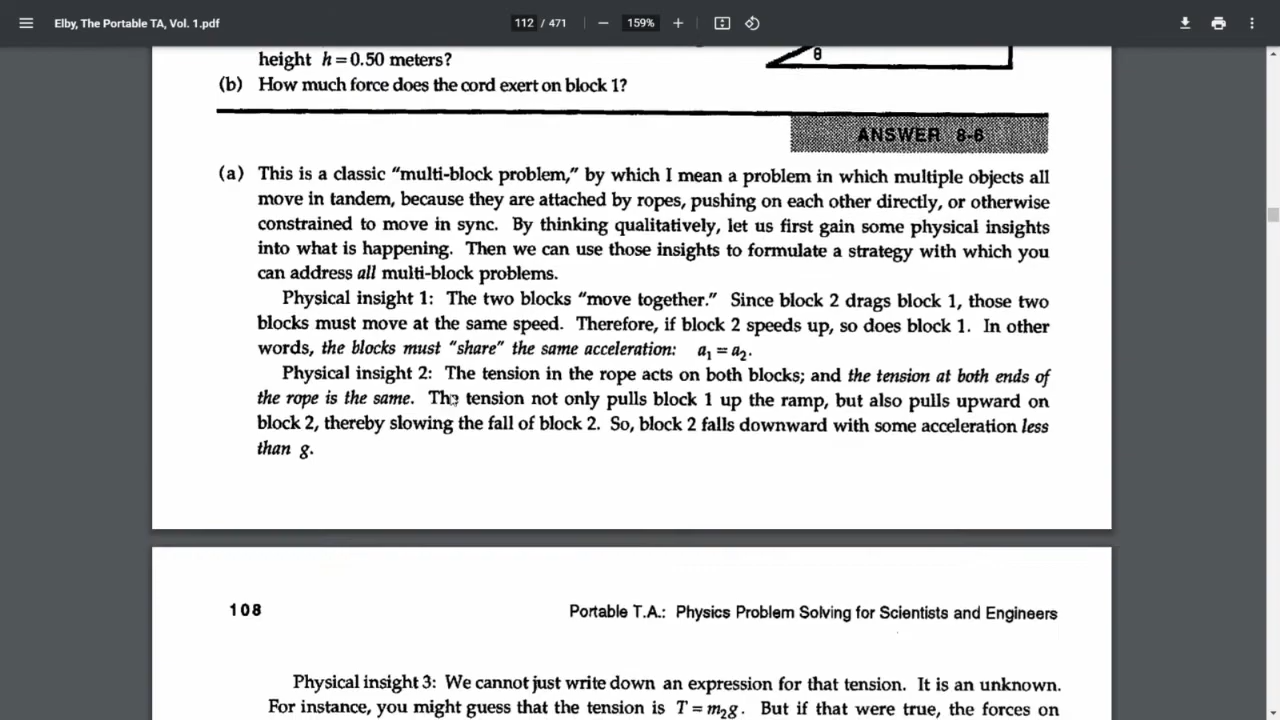 Elby, The Portable TA, Vol. 1.pdf
112 / 471
159%
height h = 0.50 meters?
θ
(b) How much force does the cord exert on block 1?
ANSWER 8-6
(a) This is a classic “multi-block problem,” by which I mean a problem in which multiple objects all
move in tandem, because they are attached by ropes, pushing on each other directly, or otherwise
constrained to move in sync. By thinking qualitatively, let us first gain some physical insights
into what is happening. Then we can use those insights to formulate a strategy with which you
can address all multi-block problems.
Physical insight 1: The two blocks “move together.” Since block 2 drags block 1, those two
blocks must move at the same speed. Therefore, if block 2 speeds up, so does block 1. In other
words, the blocks must “share” the same acceleration: a₁ = a₂.
Physical insight 2: The tension in the rope acts on both blocks; and the tension at both ends of
the rope is the same. The tension not only pulls block 1 up the ramp, but also pulls upward on
block 2, thereby slowing the fall of block 2. So, block 2 falls downward with some acceleration less
than g.
108
Portable T.A.: Physics Problem Solving for Scientists and Engineers
Physical insight 3: We cannot just write down an expression for that tension. It is an unknown.
For instance, you might guess that the tension is T = m₂g. But if that were true, the forces on